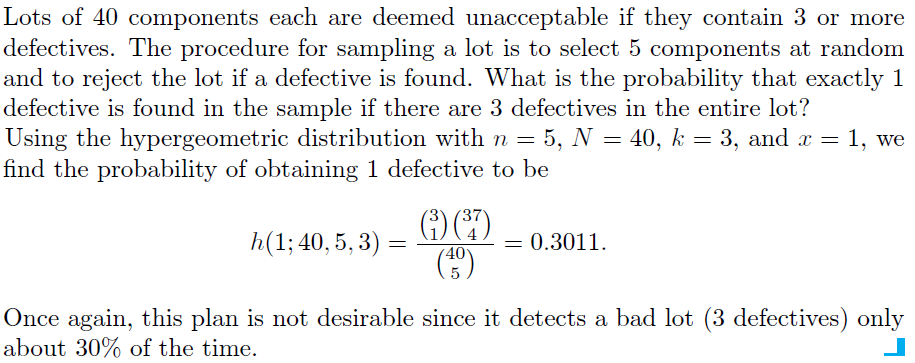 Lots of 40 components each are deemed unacceptable if they contain 3 or more
defectives. The procedure for sampling a lot is to select 5 components at random
and to reject the lot if a defective is found. What is the probability that exactly 1
defective is found in the sample if there are 3 defectives in the entire lot?
Using the hypergeometric distribution with n = 5, N = 40, k = 3, and x = 1, we
find the probability of obtaining 1 defective to be
h(1; 40, 5, 3) = \frac{\binom{3}{1}\binom{37}{4}}{\binom{40}{5}} = 0.3011.
Once again, this plan is not desirable since it detects a bad lot (3 defectives) only
about 30% of the time.